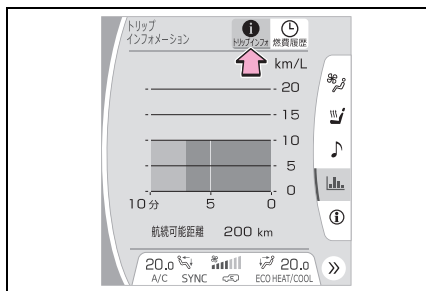 トリップ
インフォメーション
トリップインフォ 燃費履歴
km/L
20
15
10
5
0
10分 5 0
航続可能距離 200 km
20.0 20.0
A/C SYNC ECO HEAT/COOL